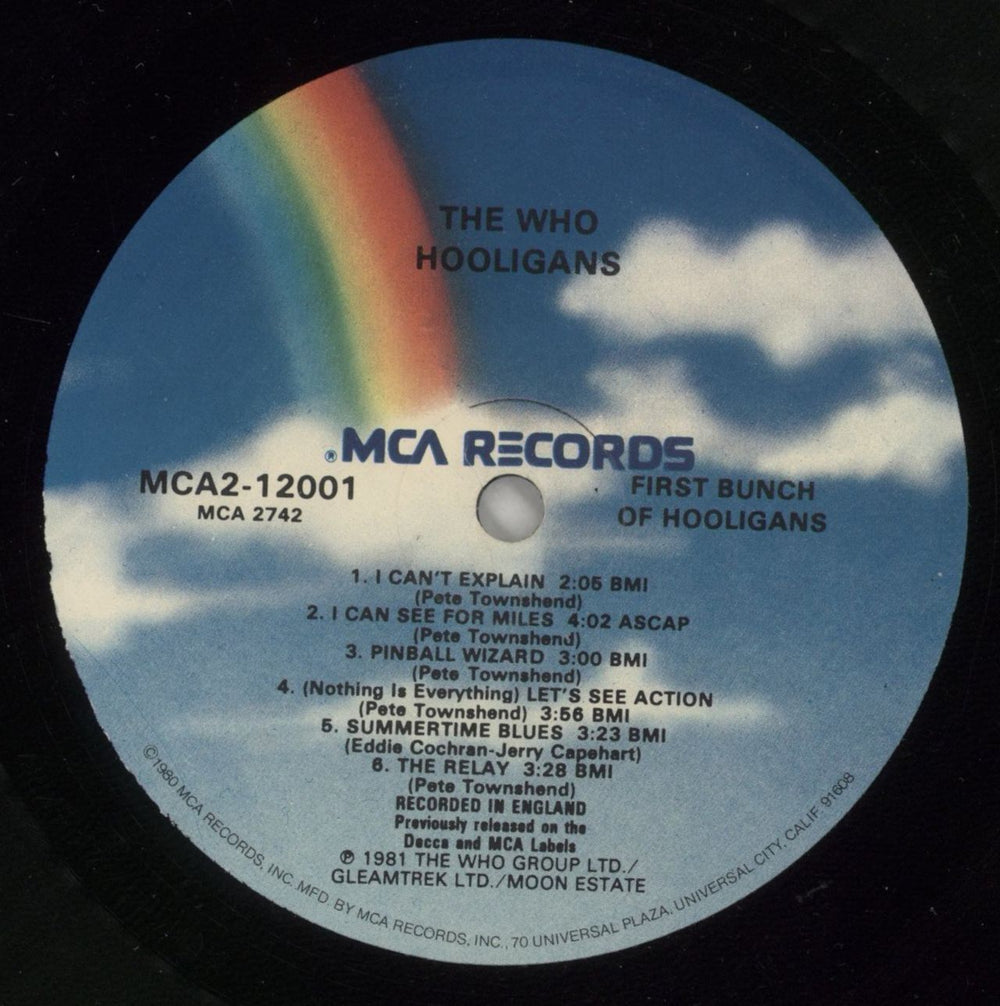 THE WHO
HOOLIGANS
® MCA RECORDS
MCA2-12001
MCA 2742
FIRST BUNCH
OF HOOLIGANS
1. I CAN'T EXPLAIN 2:05 BMI
(Pete Townshend)
2. I CAN SEE FOR MILES 4:02 ASCAP
(Pete Townshend)
3. PINBALL WIZARD 3:00 BMI
(Pete Townshend)
4. (Nothing Is Everything) LET'S SEE ACTION
(Pete Townshend) 3:56 BMI
5. SUMMERTIME BLUES 3:23 BMI
(Eddie Cochran-Jerry Capehart)
6. THE RELAY 3:28 BMI
(Pete Townshend)
RECORDED IN ENGLAND
Previously released on the
Decca and MCA Labels
℗ 1981 THE WHO GROUP LTD./
GLEAMTREK LTD./MOON ESTATE
©1980 MCA RECORDS, INC. MFD. BY MCA RECORDS, INC., 70 UNIVERSAL PLAZA, UNIVERSAL CITY, CALIF. 91608